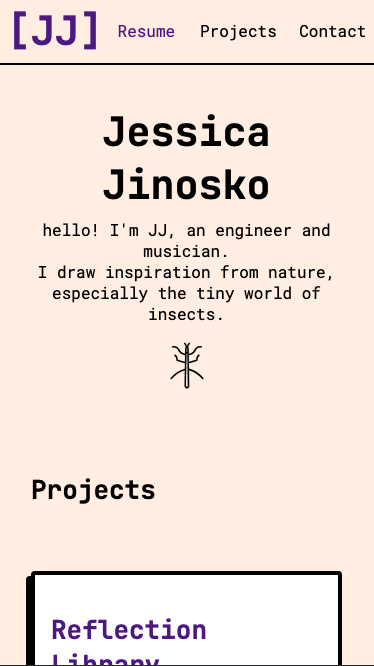 [JJ] Resume Projects Contact
Jessica
Jinosko
hello! I'm JJ, an engineer and
musician.
I draw inspiration from nature,
especially the tiny world of
insects.
Projects
Reflection
Library